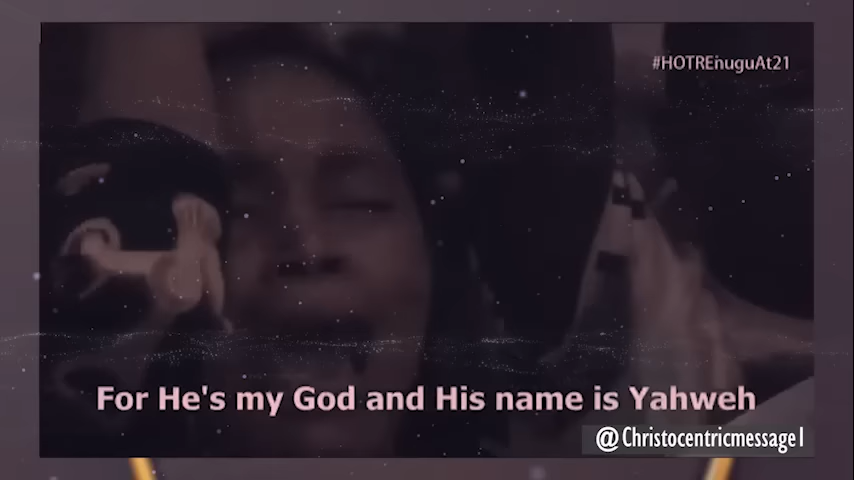 #HOTREnuguAt21
For He's my God and His name is Yahweh
@Christocentricmessage1